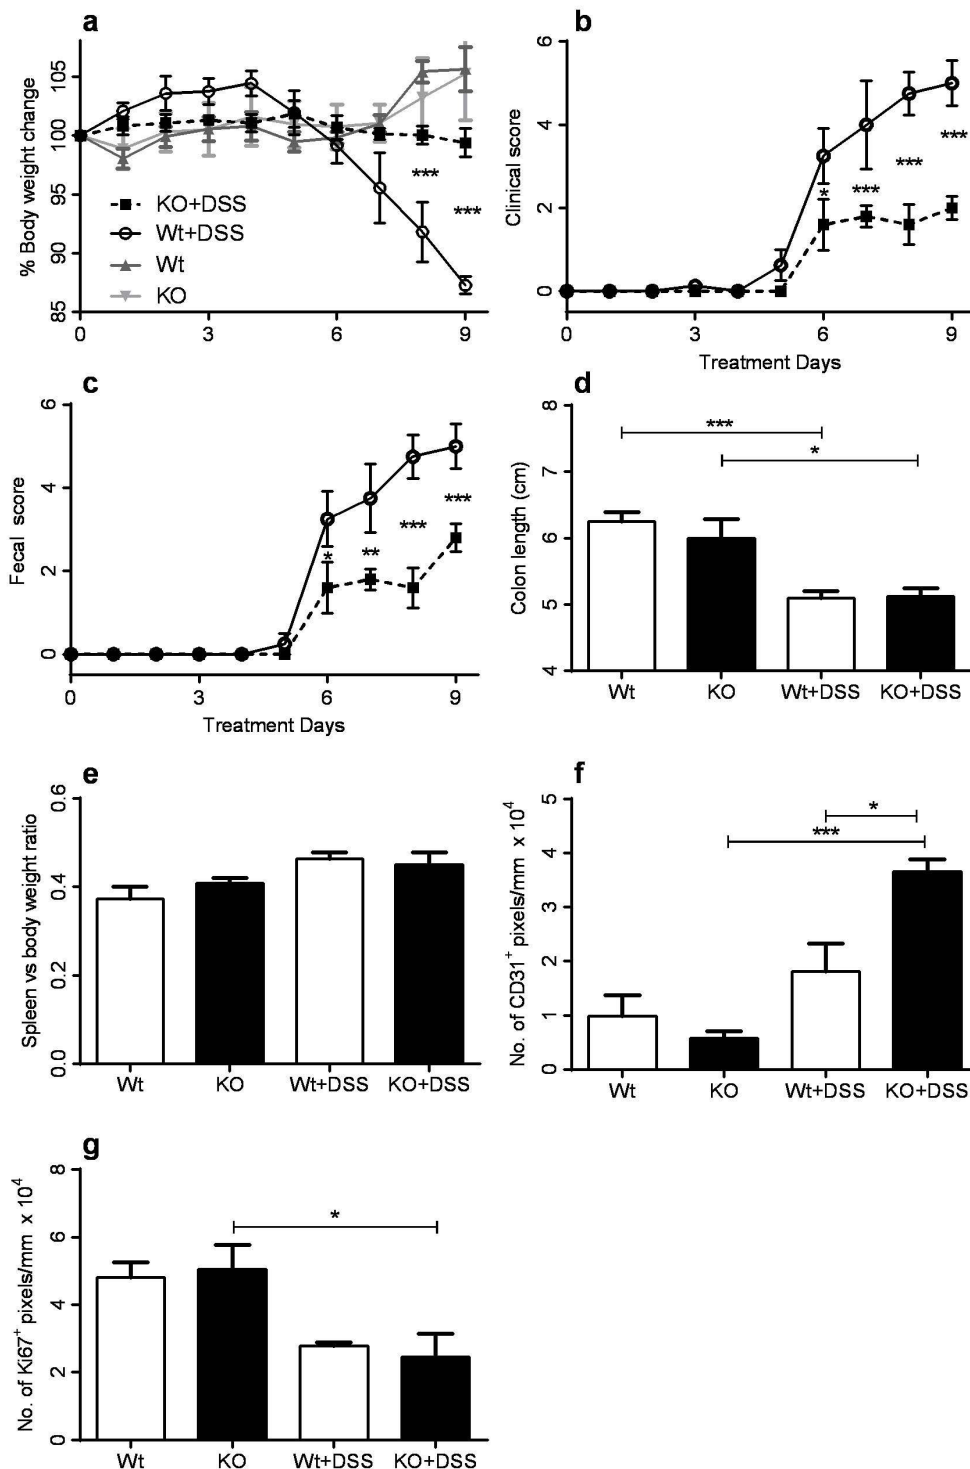 a
% Body weight change
105
100
95
90
85
***
***
KO+DSS
Wt+DSS
Wt
KO
0 3 6 9
b
Clinical score
6
4
2
0
* *** *** ***
0 3 6 9
Treatment Days
c
Fecal score
6
4
2
0
* ** *** ***
0 3 6 9
Treatment Days
d
Colon length (cm)
8
7
6
5
4
***
*
Wt KO Wt+DSS KO+DSS
e
Spleen vs body weight ratio
0.6
0.4
0.2
0.0
Wt KO Wt+DSS KO+DSS
f
No. of CD31⁺ pixels/mm x 10⁴
5
4
3
2
1
0
*
***
Wt KO Wt+DSS KO+DSS
g
No. of Ki67⁺ pixels/mm x 10⁴
8
6
4
2
0
*
Wt KO Wt+DSS KO+DSS